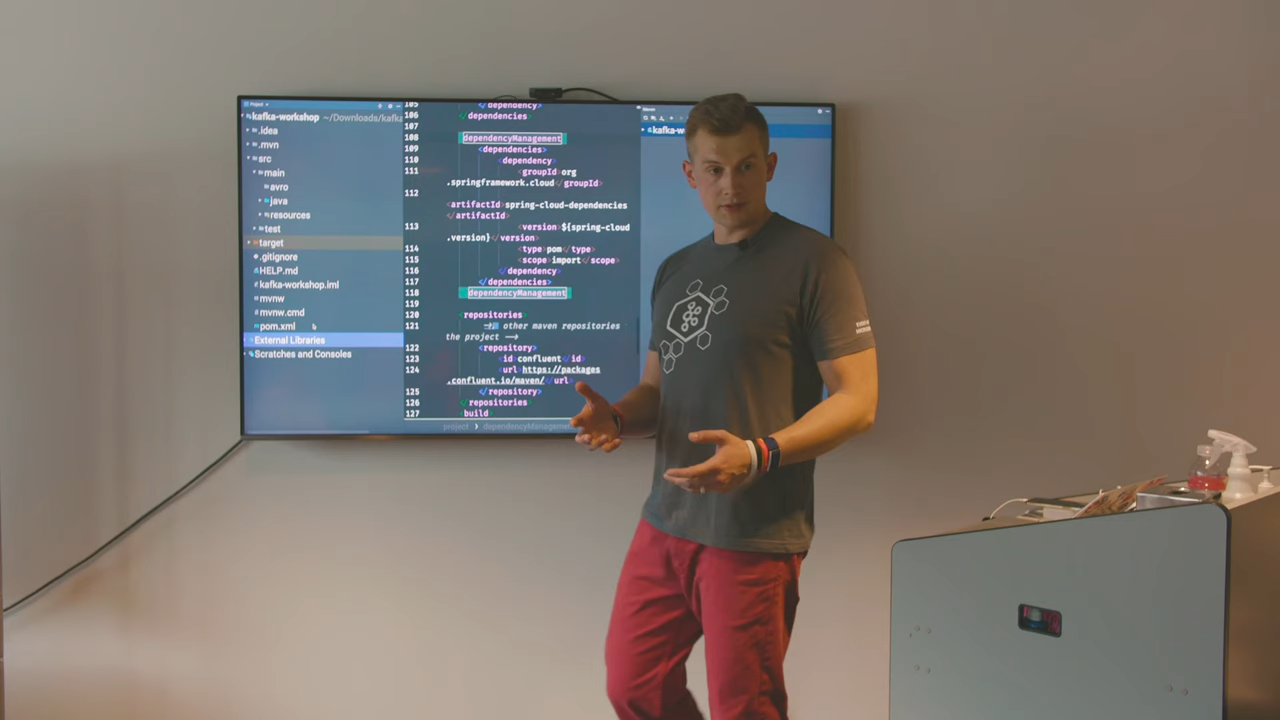 Project
kafka-workshop ~/Downloads/kafka
.idea
.mvn
src
main
avro
java
resources
test
target
.gitignore
HELP.md
kafka-workshop.iml
mvnw
mvnw.cmd
pom.xml
External Libraries
Scratches and Consoles
105 </dependency>
106 </dependencies>
107
108 dependencyManagement
109 <dependencies>
110 <dependency>
111 <groupId>org
.springframework.cloud</groupId>
112
<artifactId>spring-cloud-dependencies
</artifactId>
113 <version>${spring-cloud
.version}</version>
114 <type>pom</type>
115 <scope>import</scope>
116 </dependency>
117 </dependencies>
118 dependencyManagement
119
120 <repositories>
121 other maven repositories
the project -->
122 <repository>
123 <id>confluent</id>
124 <url>https://packages
.confluent.io/maven/</url>
125 </repository>
126 </repositories>
127 <build>
project > dependencyManagement
kafka-w